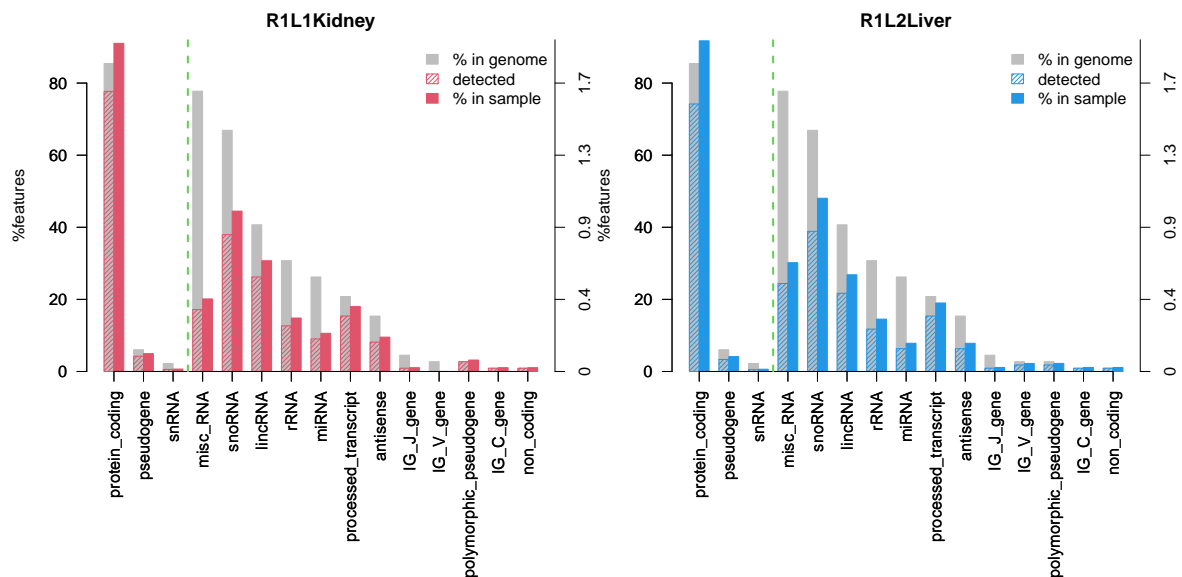 R1L1Kidney
% in genome
detected
% in sample
%features
0
20
40
60
80
0
0.4
0.9
1.3
1.7
protein_coding
pseudogene
snRNA
misc_RNA
snoRNA
lincRNA
rRNA
miRNA
processed_transcript
antisense
IG_J_gene
IG_V_gene
polymorphic_pseudogene
IG_C_gene
non_coding
R1L2Liver
% in genome
detected
% in sample
%features
0
20
40
60
80
0
0.4
0.9
1.3
1.7
protein_coding
pseudogene
snRNA
misc_RNA
snoRNA
lincRNA
rRNA
miRNA
processed_transcript
antisense
IG_J_gene
IG_V_gene
polymorphic_pseudogene
IG_C_gene
non_coding